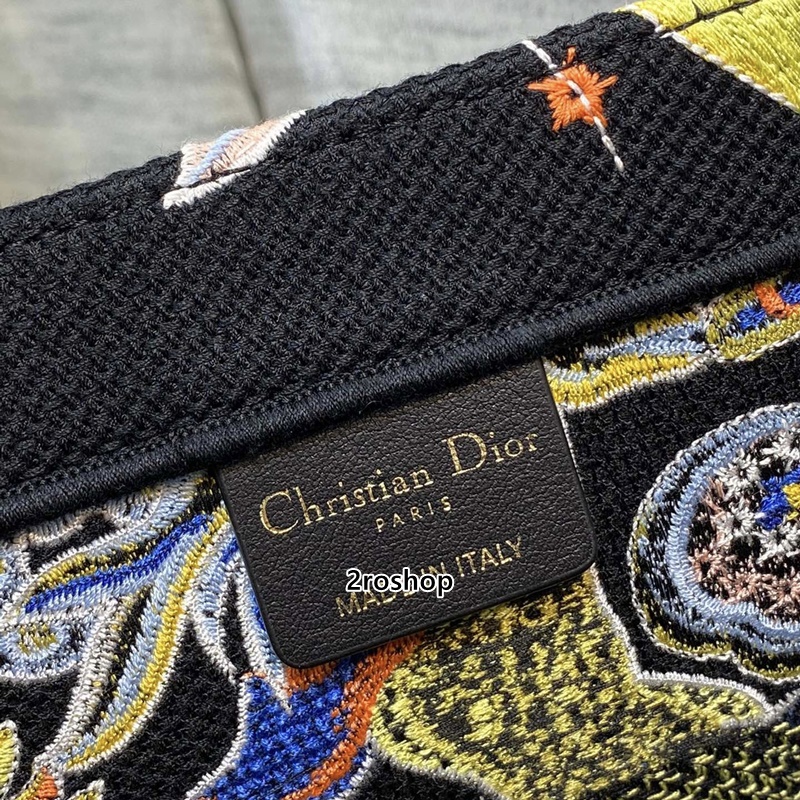 Christian Dior
PARIS
MADE IN ITALY
2roshop